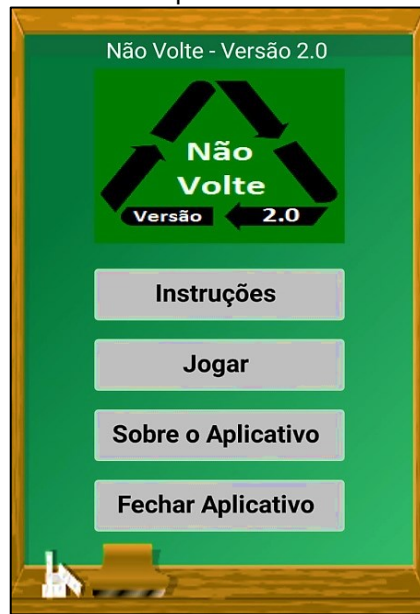 Não Volte - Versão 2.0
Não
Volte
Versão 2.0
Instruções
Jogar
Sobre o Aplicativo
Fechar Aplicativo